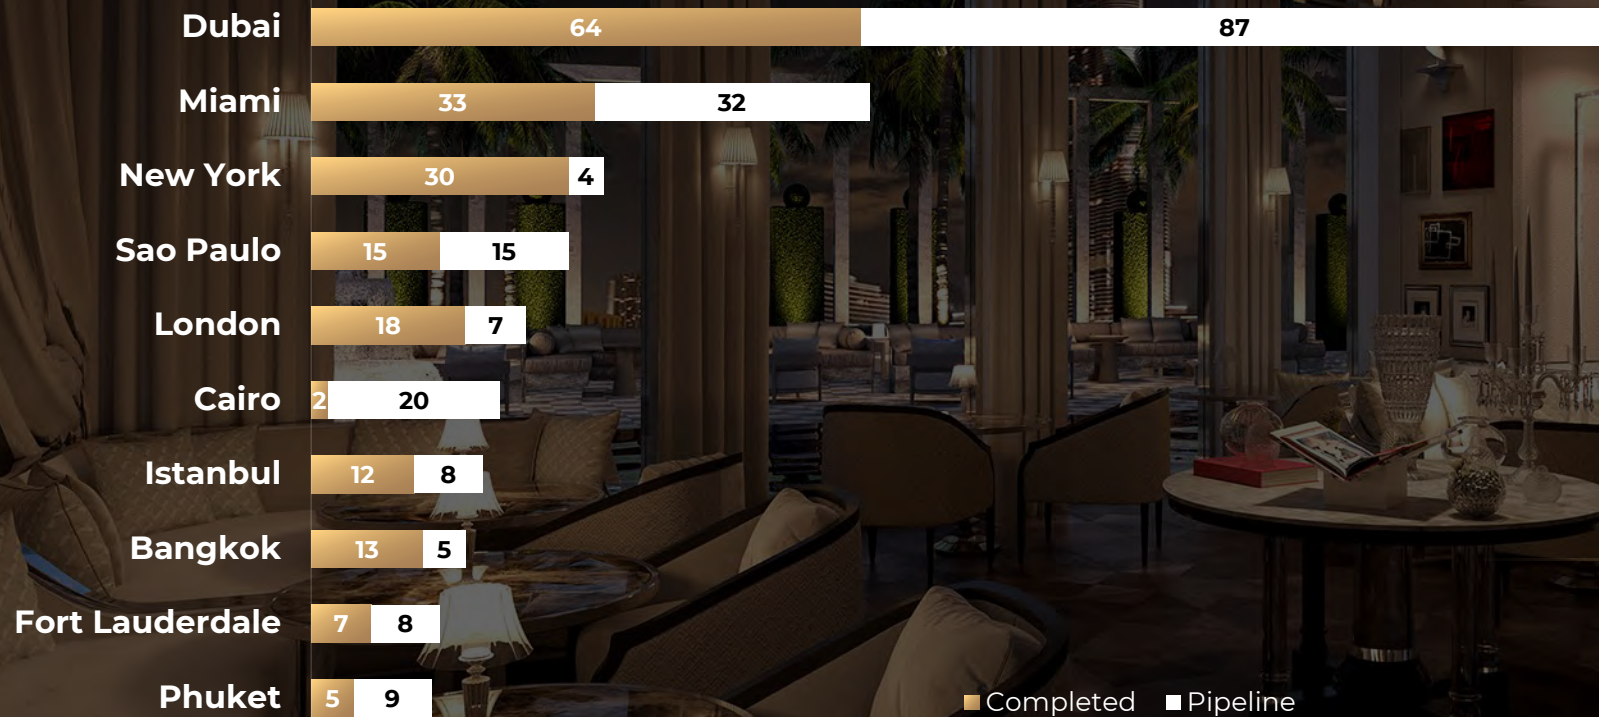 Dubai 64 87
Miami 33 32
New York 30 4
Sao Paulo 15 15
London 18 7
Cairo 2 20
Istanbul 12 8
Bangkok 13 5
Fort Lauderdale 7 8
Phuket 5 9
Completed Pipeline